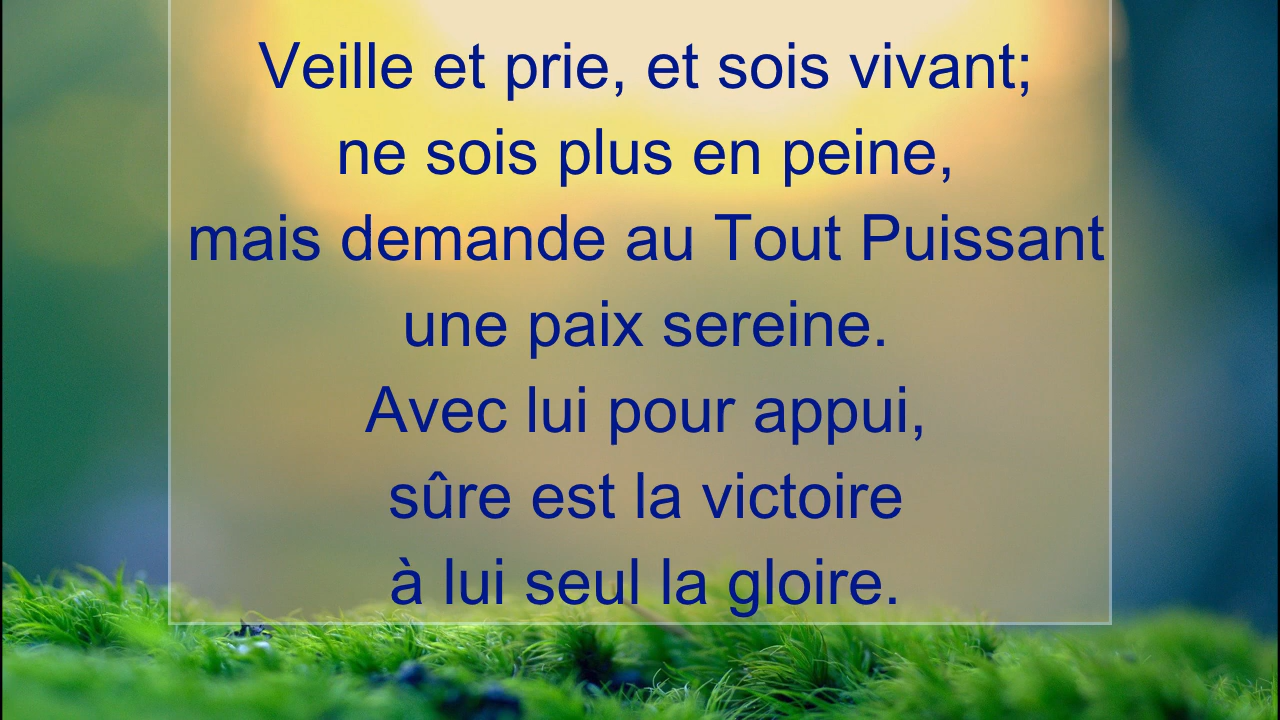 Veille et prie, et sois vivant;
ne sois plus en peine,
mais demande au Tout Puissant
une paix sereine.
Avec lui pour appui,
sûre est la victoire
à lui seul la gloire.